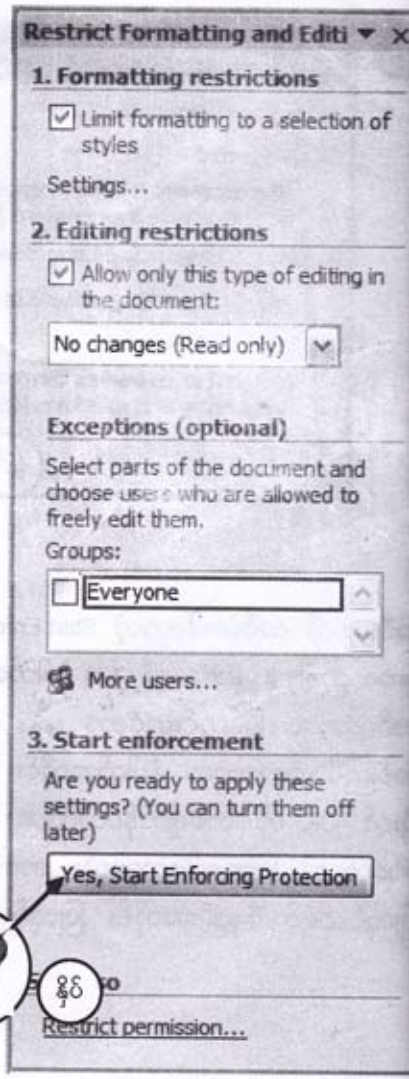 Restrict Formatting and Editi
1. Formatting restrictions
Limit formatting to a selection of
styles
Settings...
2. Editing restrictions
Allow only this type of editing in
the document:
No changes (Read only)
Exceptions (optional)
Select parts of the document and
choose users who are allowed to
freely edit them.
Groups:
Everyone
More users...
3. Start enforcement
Are you ready to apply these
settings? (You can turn them off
later)
Yes, Start Enforcing Protection
နှိပ်
Restrict permission...